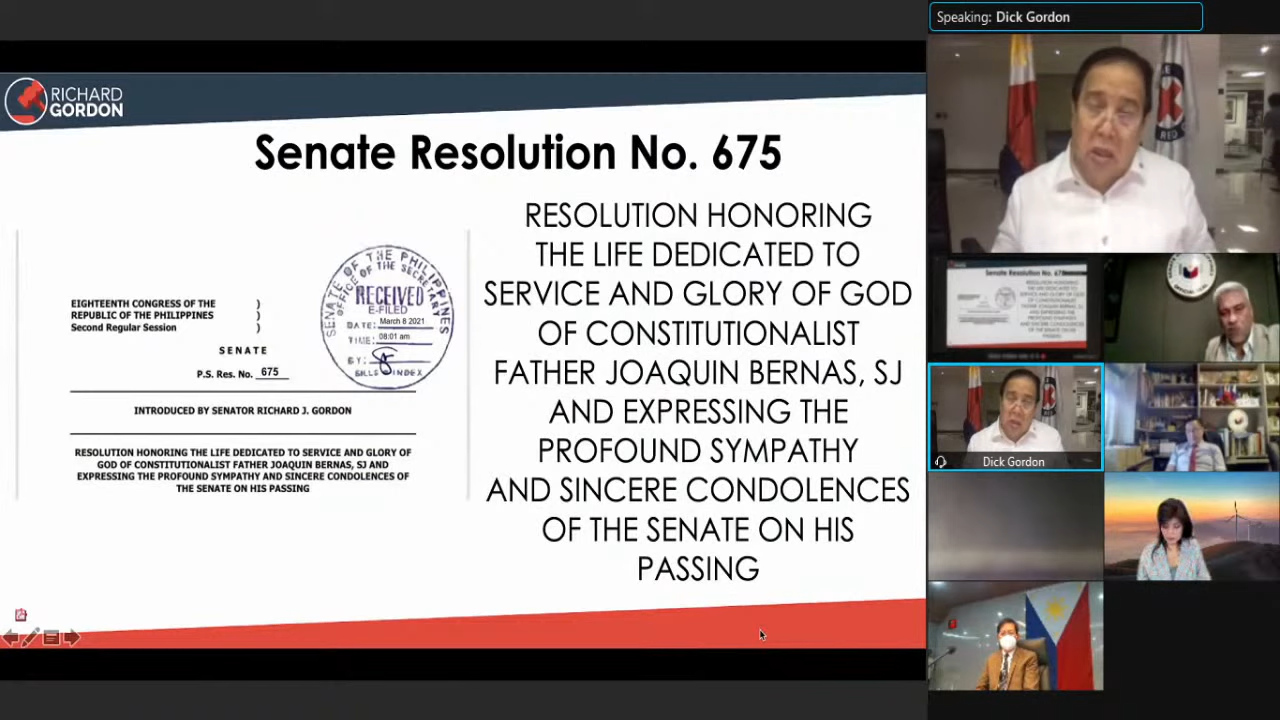 Speaking: Dick Gordon
RICHARD
GORDON
Senate Resolution No. 675
EIGHTEENTH CONGRESS OF THE )
REPUBLIC OF THE PHILIPPINES )
Second Regular Session )
SENATE
P.S. Res. No. 675
SENATE OF THE PHILIPPINES
OFFICE OF THE SECRETARY
RECEIVED
E-FILED
DATE: March 8 2021
TIME: 08:01 am
BY:
BILLS INDEX
INTRODUCED BY SENATOR RICHARD J. GORDON
RESOLUTION HONORING THE LIFE DEDICATED TO SERVICE AND GLORY OF
GOD OF CONSTITUTIONALIST FATHER JOAQUIN BERNAS, SJ AND
EXPRESSING THE PROFOUND SYMPATHY AND SINCERE CONDOLENCES OF
THE SENATE ON HIS PASSING
RESOLUTION HONORING
THE LIFE DEDICATED TO
SERVICE AND GLORY OF GOD
OF CONSTITUTIONALIST
FATHER JOAQUIN BERNAS, SJ
AND EXPRESSING THE
PROFOUND SYMPATHY
AND SINCERE CONDOLENCES
OF THE SENATE ON HIS
PASSING
RED
Dick Gordon